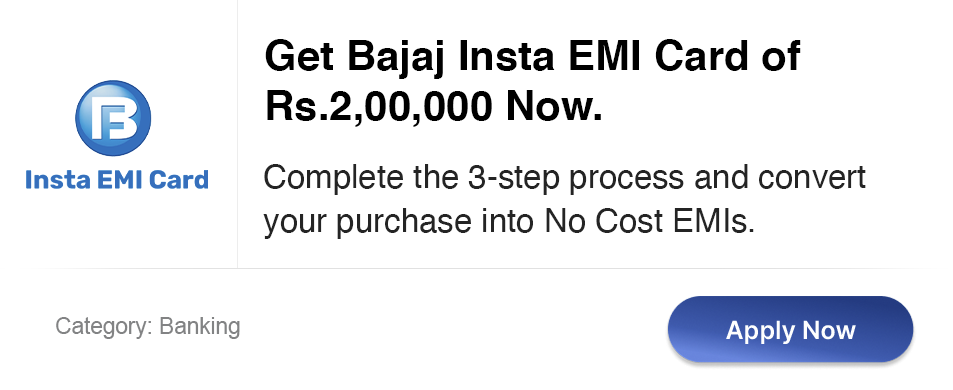 Get Bajaj Insta EMI Card of
Rs.2,00,000 Now.
B
Insta EMI Card
Complete the 3-step process and convert
your purchase into No Cost EMIs.
Category: Banking
Apply Now